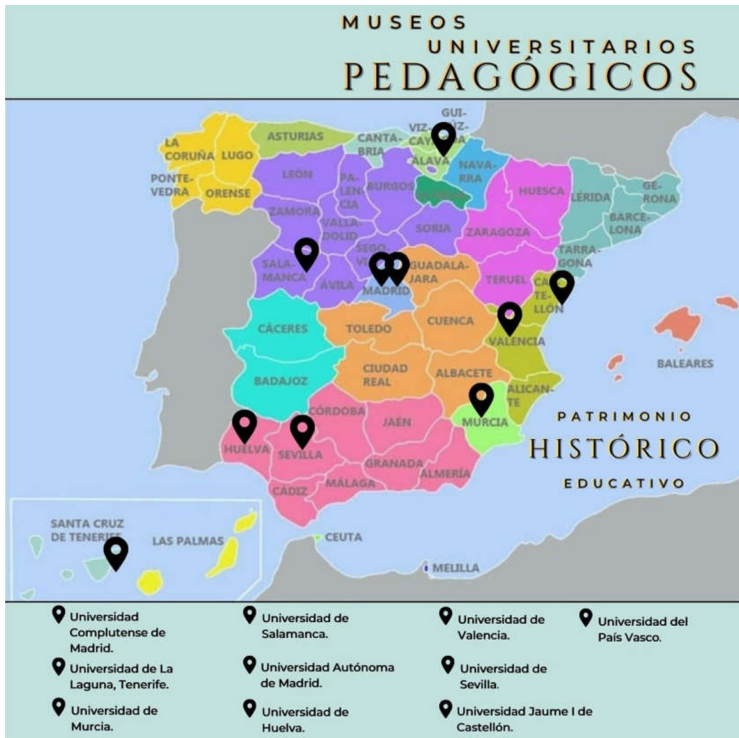 MUSEOS
UNIVERSITARIOS
PEDAGÓGICOS
LA
CORUÑA
LUGO
PONTE-
VEDRA
ORENSE
ASTURIAS
CANTA-
BRIA
VIZ-
CAYA
GUI-
ÁLAVA
NAVA-
RRA
LEÓN
PA-
LEN-
CIA
BURGOS
ZAMORA
VALLA-
DOLID
SORIA
SEGO-
SALA-
MANCA
ÁVILA
MADRID
GUADALA-
JARA
HUESCA
ZARAGOZA
TERUEL
LÉRIDA
GE-
RONA
BARCE-
LONA
TARRA-
GONA
TE-
LLÓN
VALENCIA
ALICAN-
TE
CÁCERES
BADAJOZ
TOLEDO
CUENCA
CIUDAD
REAL
ALBACETE
MURCIA
BALEARES
HUELVA
SEVILLA
CÓRDOBA
JAÉN
CÁDIZ
MÁLAGA
GRANADA
ALMERÍA
PATRIMONIO
HISTÓRICO
EDUCATIVO
SANTA CRUZ
DE TENERIFE
LAS PALMAS
CEUTA
MELILLA
Universidad
Complutense de
Madrid.
Universidad de La
Laguna, Tenerife.
Universidad de
Murcia.
Universidad de
Salamanca.
Universidad Autónoma
de Madrid.
Universidad de
Huelva.
Universidad de
Valencia.
Universidad de
Sevilla.
Universidad Jaume I de
Castellón.
Universidad del
País Vasco.